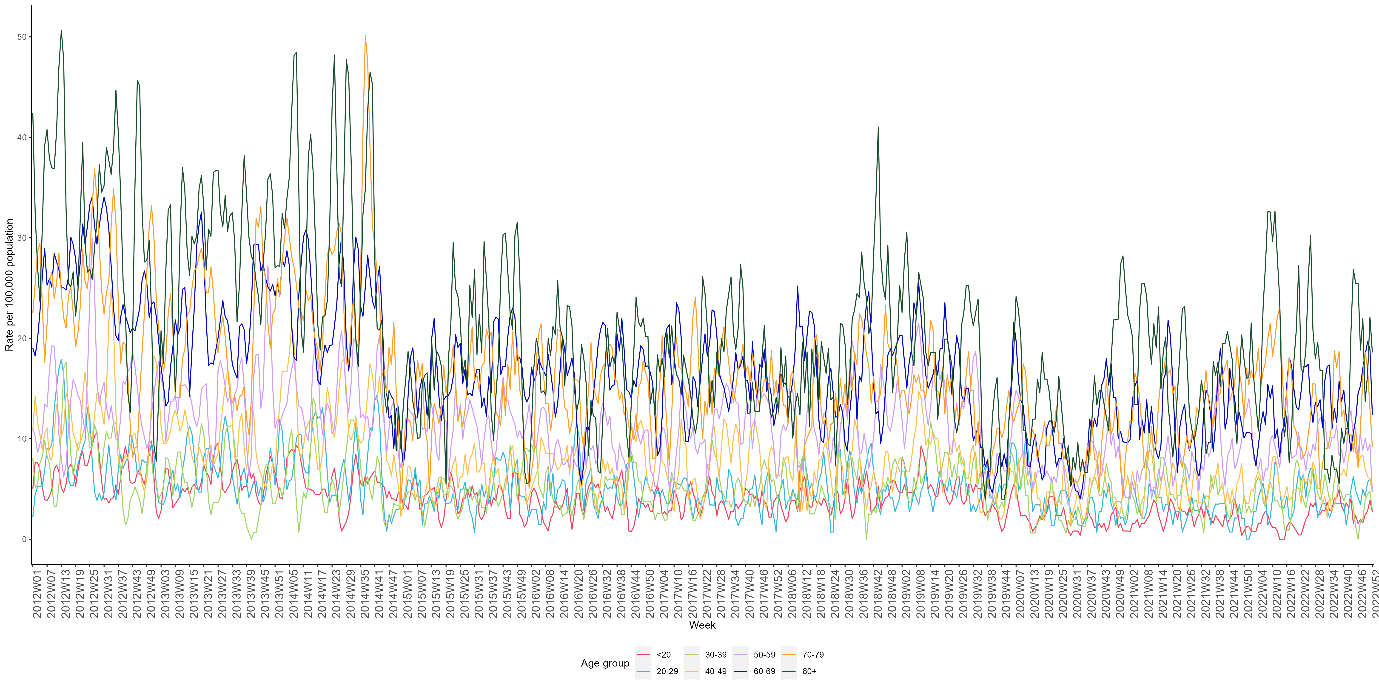 50
40
30
20
10
0
Rate per 100,000 population
2012W01
2012W07
2012W13
2012W19
2012W25
2012W31
2012W37
2012W43
2012W49
2013W03
2013W09
2013W15
2013W21
2013W27
2013W33
2013W39
2013W45
2013W51
2014W05
2014W11
2014W17
2014W23
2014W29
2014W35
2014W41
2014W47
2015W01
2015W07
2015W13
2015W19
2015W25
2015W31
2015W37
2015W43
2015W49
2016W02
2016W08
2016W14
2016W20
2016W26
2016W32
2016W38
2016W44
2016W50
2017W04
2017W10
2017W16
2017W22
2017W28
2017W34
2017W40
2017W46
2017W52
2018W06
2018W12
2018W18
2018W24
2018W30
2018W36
2018W42
2018W48
2019W02
2019W08
2019W14
2019W20
2019W26
2019W32
2019W38
2019W44
2020W01
2020W07
2020W13
2020W19
2020W25
2020W31
2020W37
2020W43
2020W49
2021W02
2021W08
2021W14
2021W20
2021W26
2021W32
2021W38
2021W44
2021W50
2022W04
2022W10
2022W16
2022W22
2022W28
2022W34
2022W40
2022W46
2022W52
Week
Age group
<20 30-39 50-59 70-79
20-29 40-49 60-69 80+